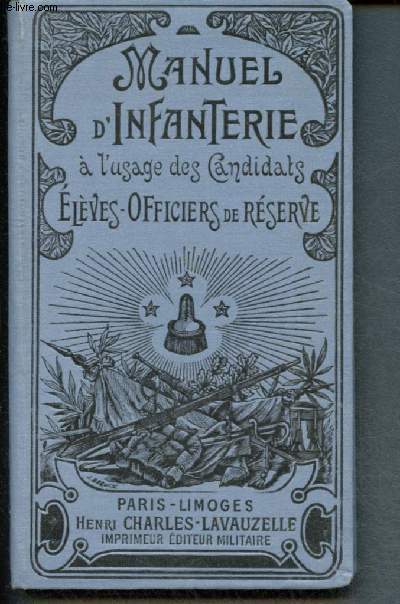 MANUEL
D'INFANTERIE
à l'usage des Candidats
ÉLÈVES-OFFICIERS DE RÉSERVE
PARIS-LIMOGES
HENRI CHARLES-LAVAUZELLE
IMPRIMEUR ÉDITEUR MILITAIRE